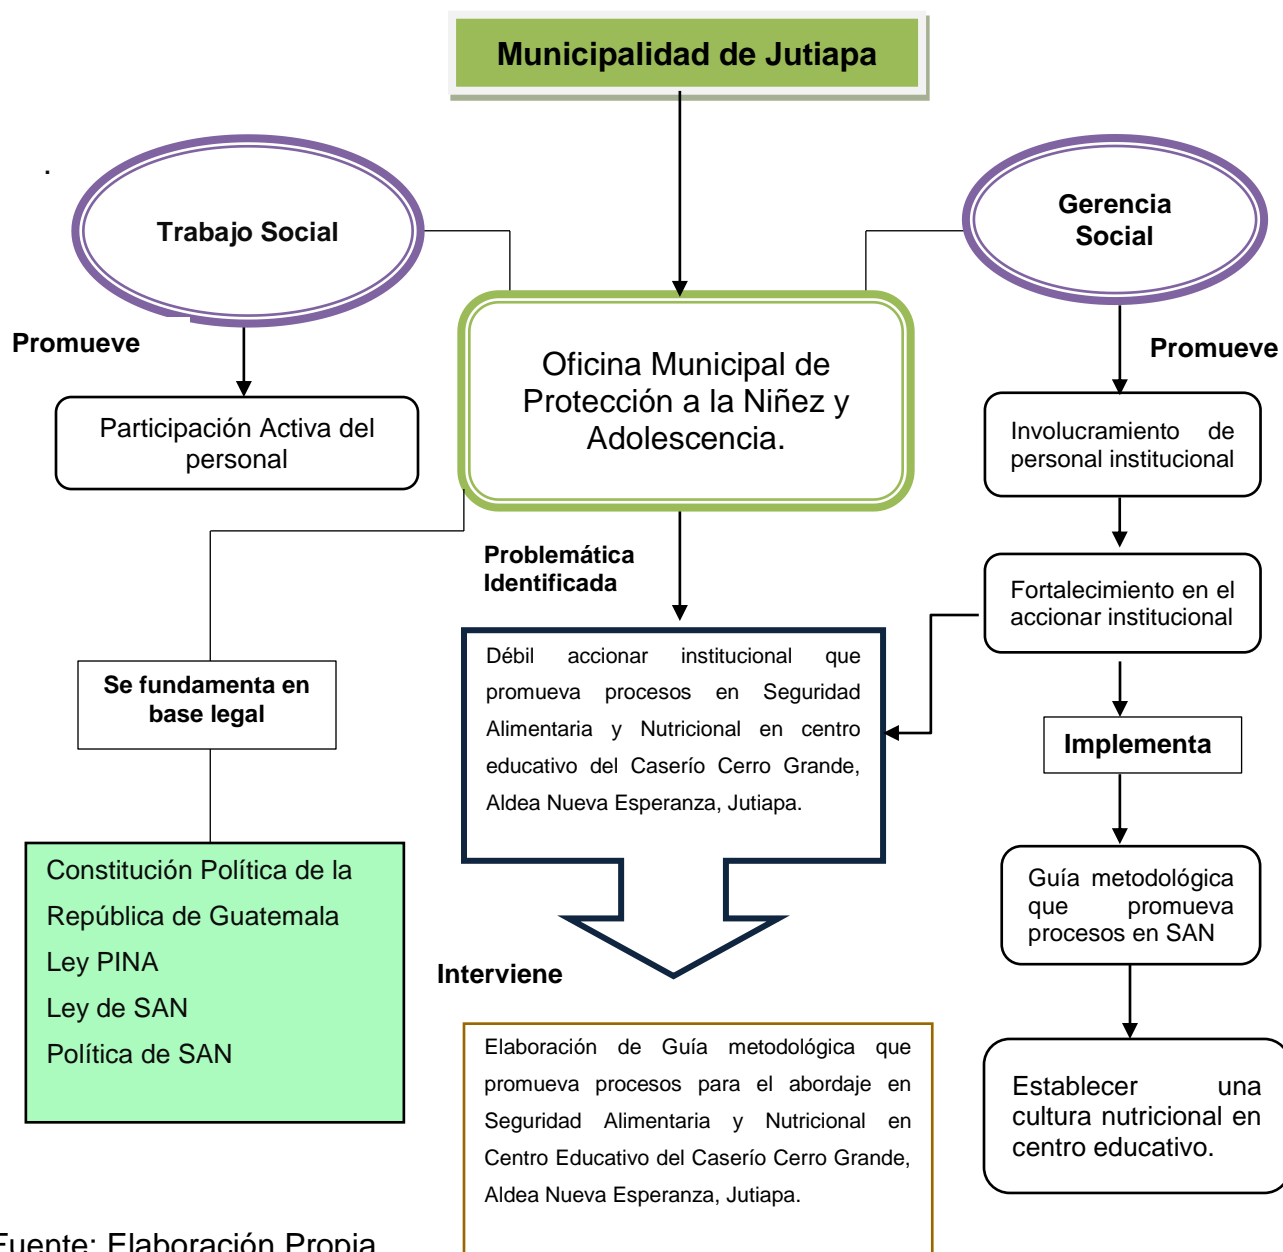 Municipalidad de Jutiapa
.
Trabajo Social
Gerencia
Social
Promueve
Participación Activa del
personal
Oficina Municipal de
Protección a la Niñez y
Adolescencia.
Promueve
Involucramiento de
personal institucional
Problemática
Identificada
Fortalecimiento en el
accionar institucional
Se fundamenta en
base legal
Débil accionar institucional que
promueva procesos en Seguridad
Alimentaria y Nutricional en centro
educativo del Caserío Cerro Grande,
Aldea Nueva Esperanza, Jutiapa.
Implementa
Constitución Política de la
República de Guatemala
Ley PINA
Ley de SAN
Política de SAN
Guía metodológica
que promueva
procesos en SAN
Interviene
Elaboración de Guía metodológica que
promueva procesos para el abordaje en
Seguridad Alimentaria y Nutricional en
Centro Educativo del Caserío Cerro Grande,
Aldea Nueva Esperanza, Jutiapa.
Establecer una
cultura nutricional en
centro educativo.
Fuente: Elaboración Propia